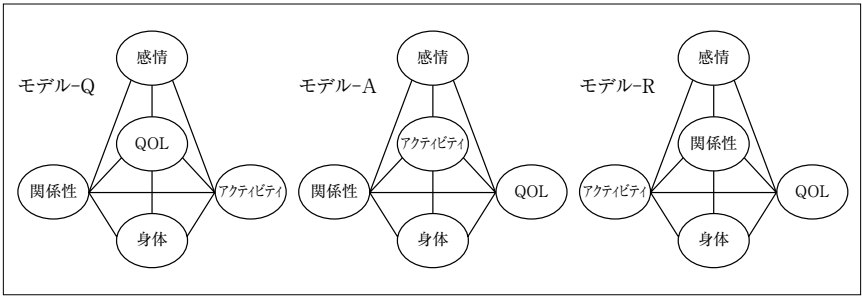 モデル-Q
感情
QOL
関係性
アクティビティ
身体
モデル-A
感情
アクティビティ
関係性
QOL
身体
モデル-R
感情
関係性
アクティビティ
QOL
身体